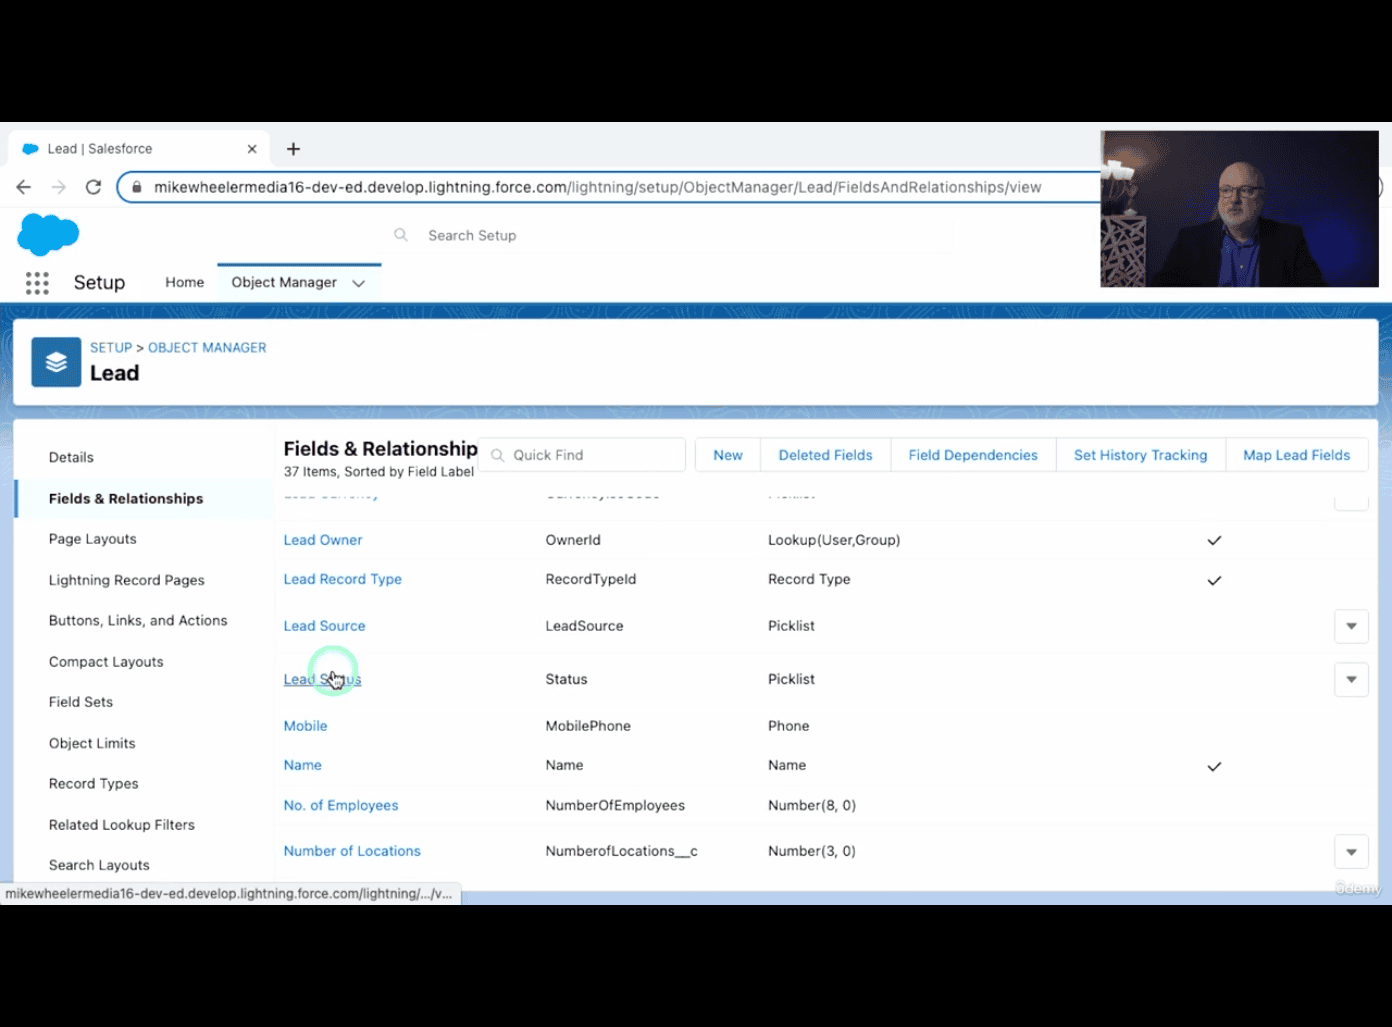 Lead | Salesforce
mikewheelermedia16-dev-ed.develop.lightning.force.com/lightning/setup/ObjectManager/Lead/FieldsAndRelationships/view
Search Setup
Setup
Home
Object Manager
SETUP > OBJECT MANAGER
Lead
Details
Fields & Relationships
Page Layouts
Lightning Record Pages
Buttons, Links, and Actions
Compact Layouts
Field Sets
Object Limits
Record Types
Related Lookup Filters
Search Layouts
Fields & Relationship
37 Items, Sorted by Field Label
Quick Find
New
Deleted Fields
Field Dependencies
Set History Tracking
Map Lead Fields
Lead Owner OwnerId Lookup(User,Group)
Lead Record Type RecordTypeId Record Type
Lead Source LeadSource Picklist
Lead Status Status Picklist
Mobile MobilePhone Phone
Name Name Name
No. of Employees NumberOfEmployees Number(8, 0)
Number of Locations NumberofLocations__c Number(3, 0)
mikewheelermedia16-dev-ed.develop.lightning.force.com/lightning/.../v...
ûdemy